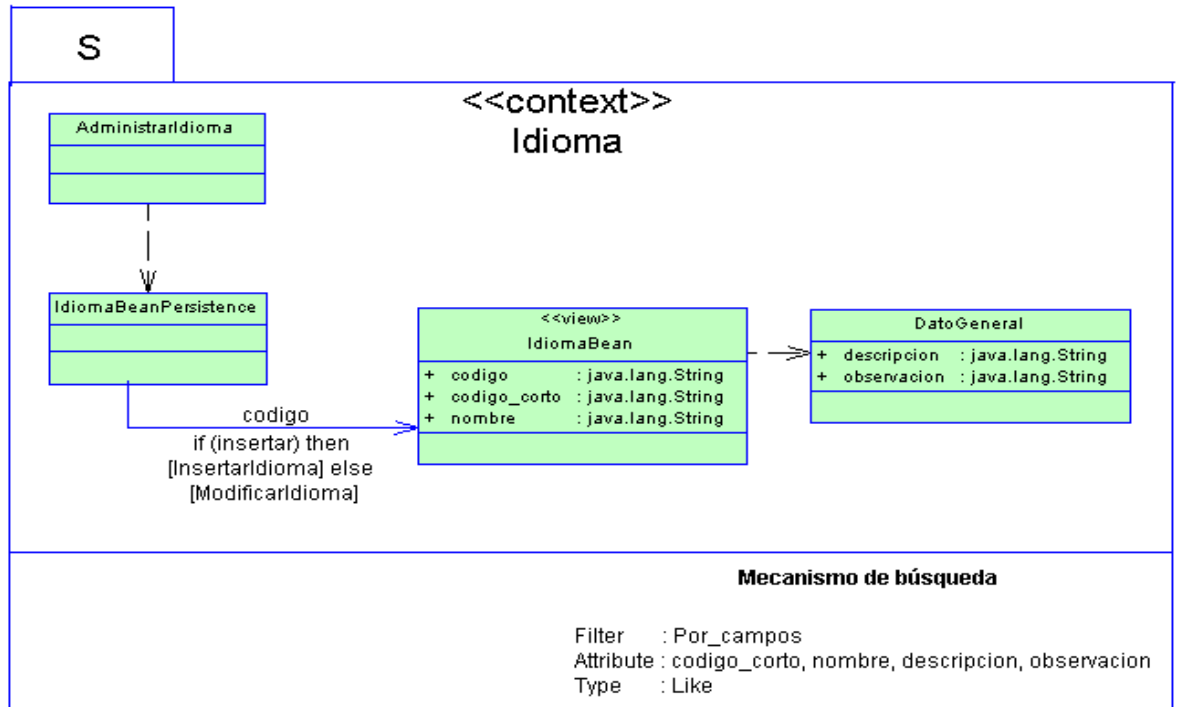 S
<<context>>
Idioma
AdministrarIdioma
IdiomaBeanPersistence
<<view>>
IdiomaBean
+ codigo : java.lang.String
+ codigo_corto : java.lang.String
+ nombre : java.lang.String
DatoGeneral
+ descripcion : java.lang.String
+ observacion : java.lang.String
codigo
if (insertar) then
[InsertarIdioma] else
[ModificarIdioma]
Mecanismo de búsqueda
Filter : Por_campos
Attribute : codigo_corto, nombre, descripcion, observacion
Type : Like